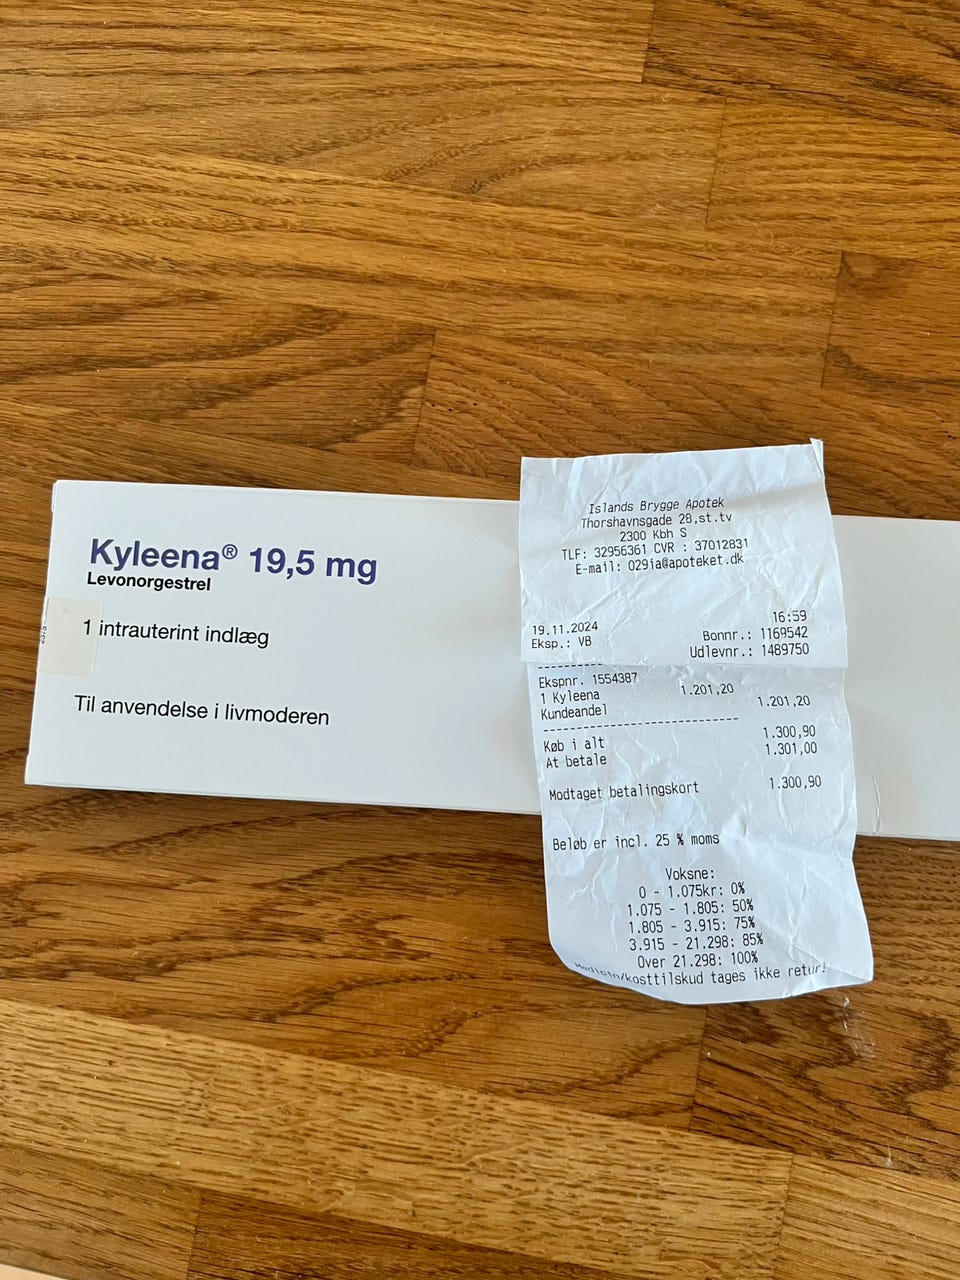 Kyleena® 19,5 mg
Levonorgestrel
1 intrauterint indlæg
Til anvendelse i livmoderen
Islands Brygge Apotek
Thorshavnsgade 28,st.tv
2300 Kbh S
TLF: 32956361 CVR : 37012831
E-mail: 029ia@apoteket.dk
16:59
19.11.2024 Bonnr.: 1169542
Eksp.: VB Udlevnr.: 1489750
Ekspnr. 1554387
1 Kyleena 1.201,20
Kundeandel 1.201,20
Køb i alt 1.300,90
At betale 1.301,00
Modtaget betalingskort 1.300,90
Beløb er incl. 25 % moms
Voksne:
0 - 1.075kr: 0%
1.075 - 1.805: 50%
1.805 - 3.915: 75%
3.915 - 21.298: 85%
Over 21.298: 100%
Medicin/kosttilskud tages ikke retur!